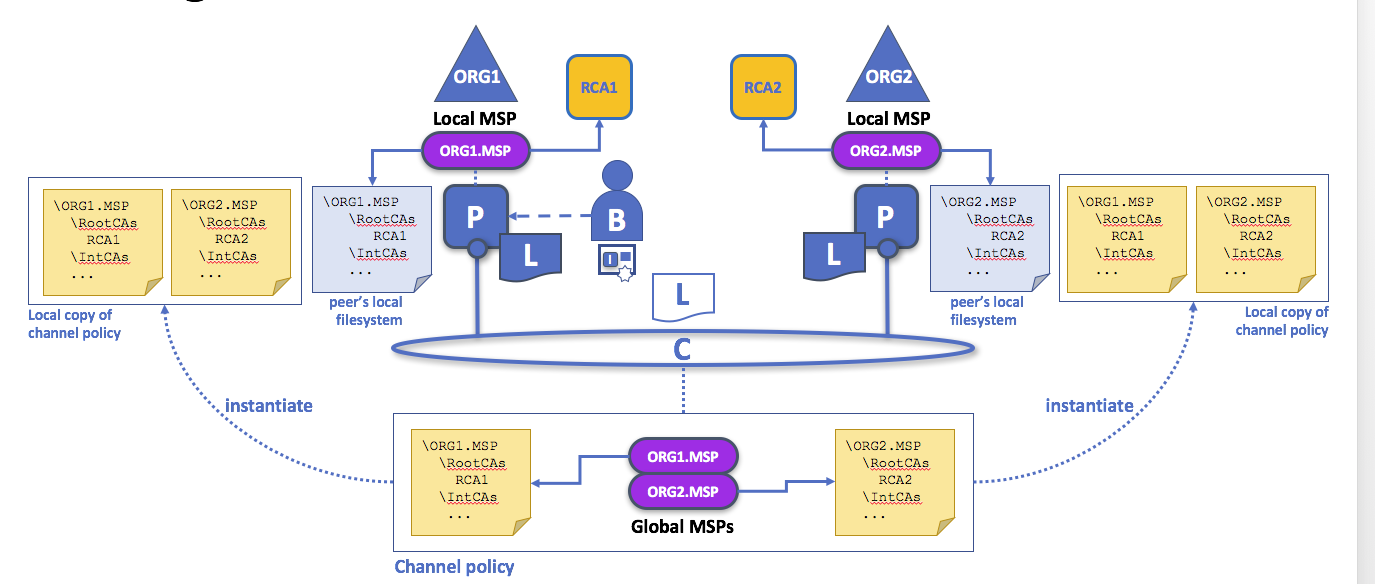 ORG1
RCA1
Local MSP
ORG1.MSP
RCA2
ORG2
Local MSP
ORG2.MSP
\ORG1.MSP
\RootCAs
RCA1
\IntCAs
...
\ORG2.MSP
\RootCAs
RCA2
\IntCAs
...
Local copy of
channel policy
\ORG1.MSP
\RootCAs
RCA1
\IntCAs
...
peer's local
filesystem
P
L
B
I
L
P
L
\ORG2.MSP
\RootCAs
RCA2
\IntCAs
...
peer's local
filesystem
\ORG1.MSP
\RootCAs
RCA1
\IntCAs
...
\ORG2.MSP
\RootCAs
RCA2
\IntCAs
...
Local copy of
channel policy
C
instantiate
instantiate
\ORG1.MSP
\RootCAs
RCA1
\IntCAs
...
ORG1.MSP
ORG2.MSP
Global MSPs
\ORG2.MSP
\RootCAs
RCA2
\IntCAs
...
Channel policy